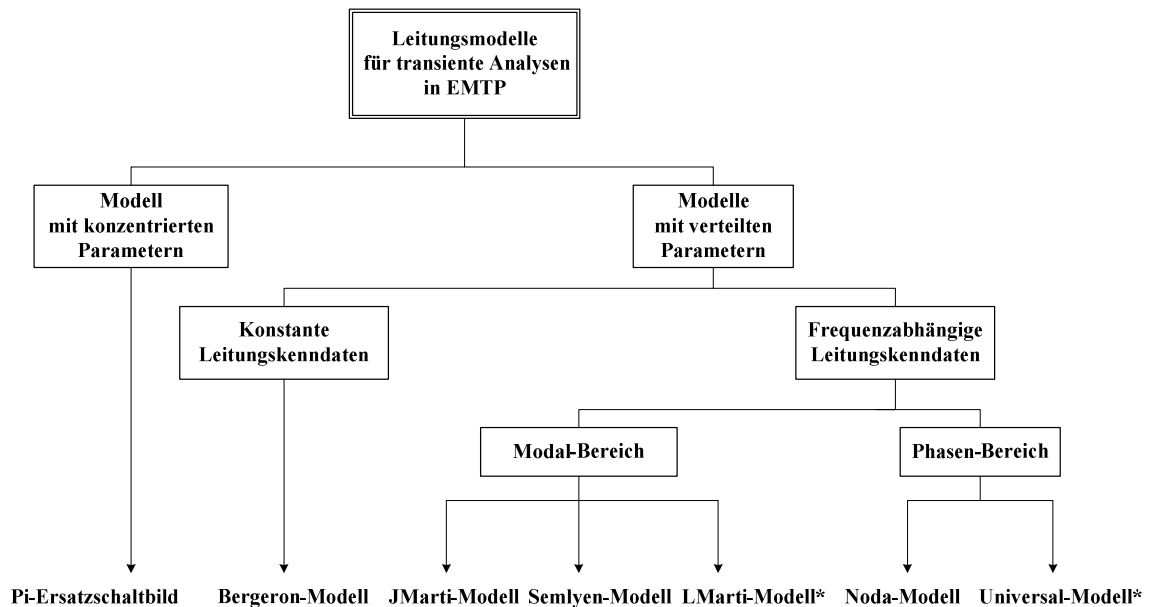 Leitungsmodelle
für transiente Analysen
in EMTP
Modell
mit konzentrierten
Parametern
Modelle
mit verteilten
Parametern
Konstante
Leitungskenndaten
Frequenzabhängige
Leitungskenndaten
Modal-Bereich
Phasen-Bereich
Pi-Ersatzschaltbild
Bergeron-Modell
JMarti-Modell
Semlyen-Modell
LMarti-Modell*
Noda-Modell
Universal-Modell*